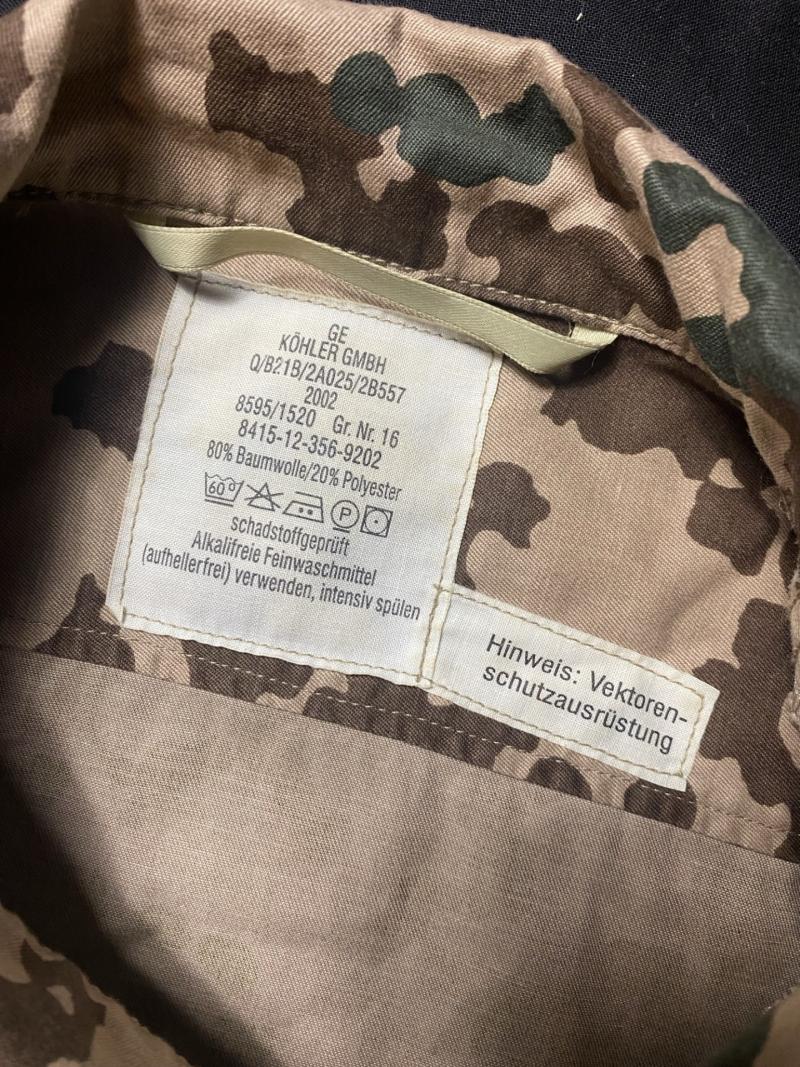 GE
KÖHLER GMBH
Q/B21B/2A025/2B557
2002
8595/1520 Gr. Nr. 16
8415-12-356-9202
80% Baumwolle/20% Polyester
60° P
schadstoffgeprüft
Alkalifreie Feinwaschmittel
(aufhellerfrei) verwenden, intensiv spülen
Hinweis: Vektoren-
schutzausrüstung